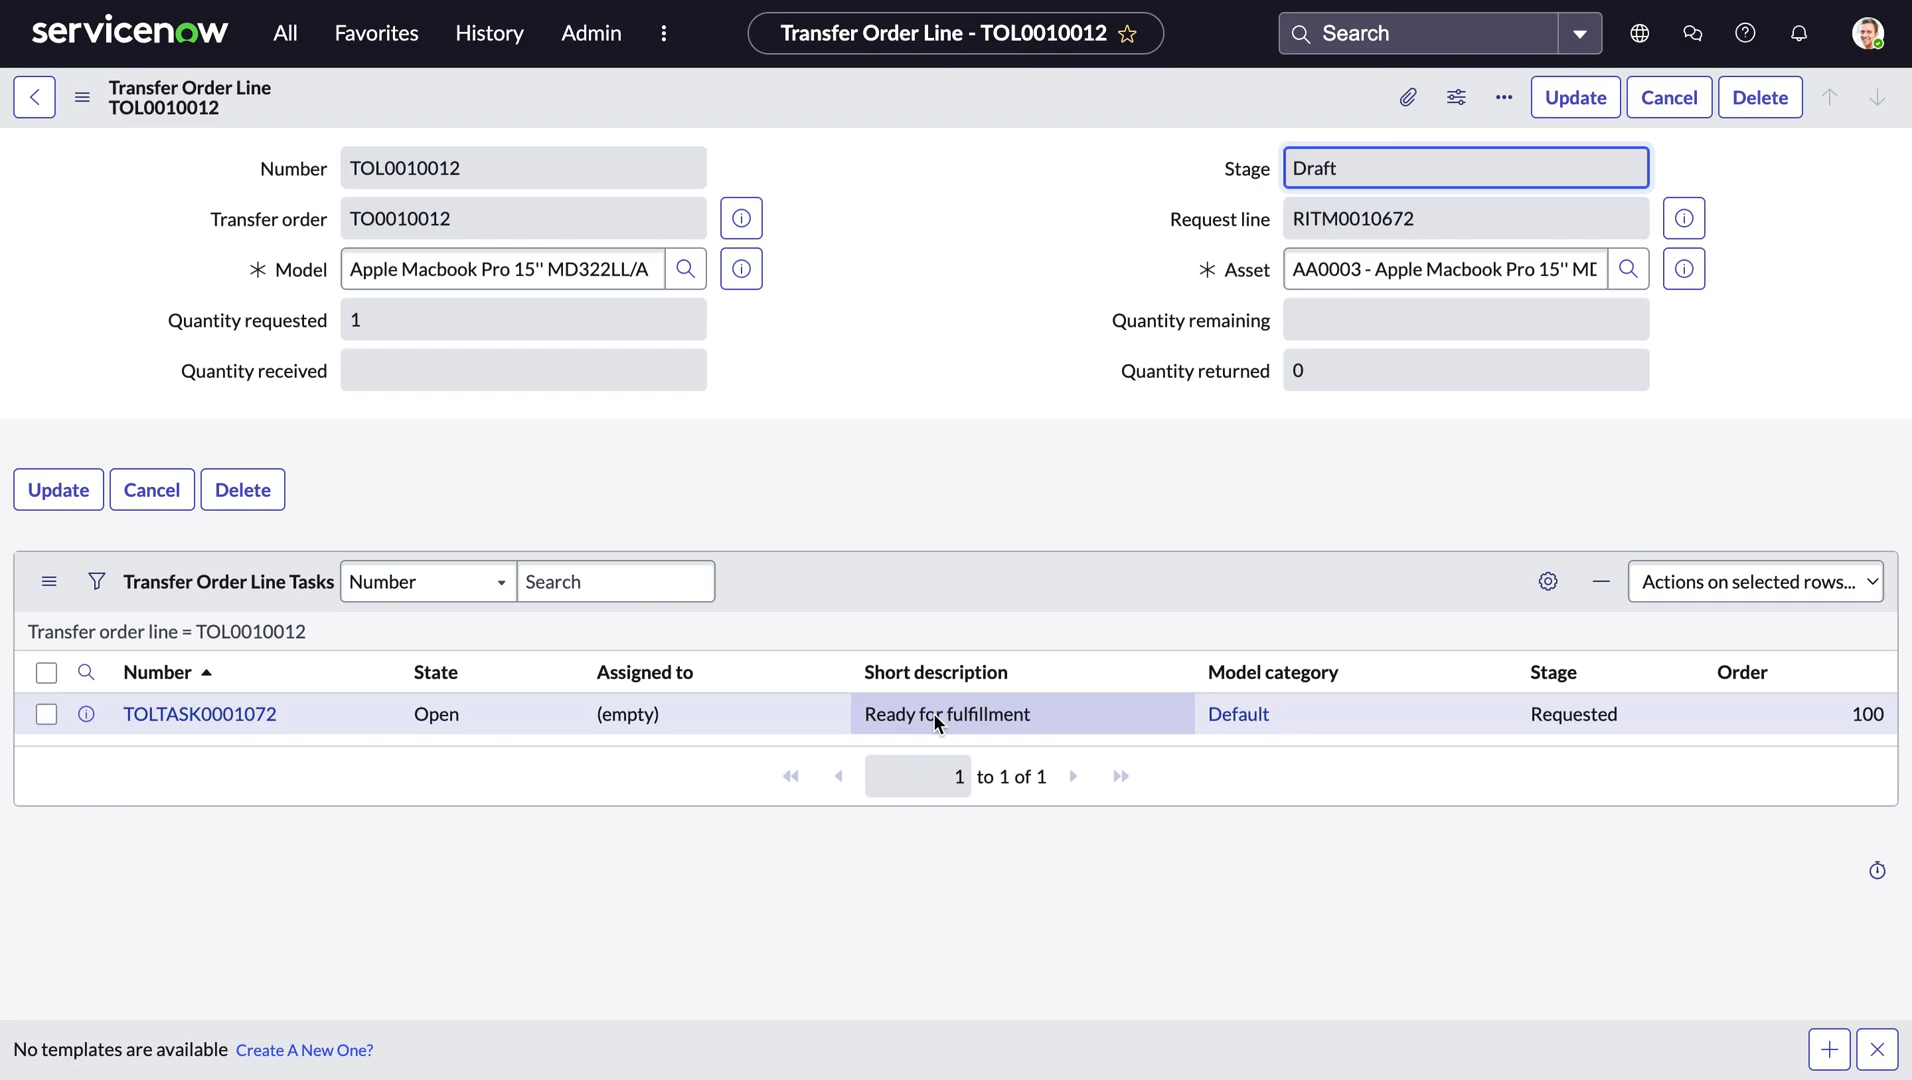 servicenow All Favorites History Admin Transfer Order Line - TOL0010012 Search
Transfer Order Line
TOL0010012
Update Cancel Delete
Number TOL0010012 Stage Draft
Transfer order TO0010012 Request line RITM0010672
Model Apple Macbook Pro 15" MD322LL/A Asset AA0003 - Apple Macbook Pro 15" MD
Quantity requested 1 Quantity remaining
Quantity received Quantity returned 0
Update Cancel Delete
Transfer Order Line Tasks Number Search Actions on selected rows...
Transfer order line = TOL0010012
Number State Assigned to Short description Model category Stage Order
TOLTASK0001072 Open (empty) Ready for fulfillment Default Requested 100
1 to 1 of 1
No templates are available Create A New One?